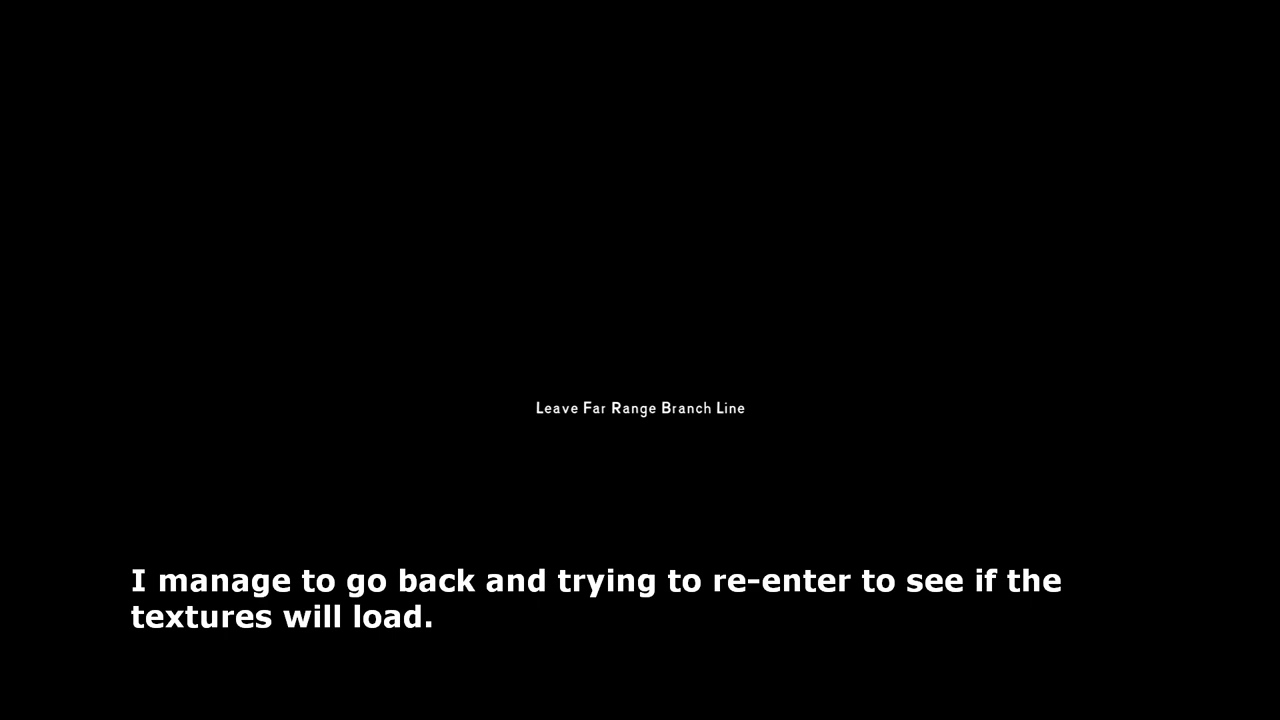 Leave Far Range Branch Line
I manage to go back and trying to re-enter to see if the
textures will load.